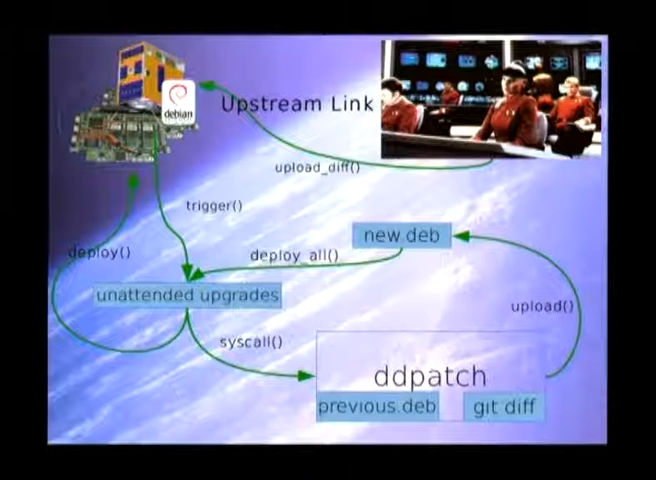 debian
Upstream Link
upload_diff()
trigger()
new.deb
deploy()
deploy_all()
unattended upgrades
upload()
syscall()
ddpatch
previous.deb
git diff